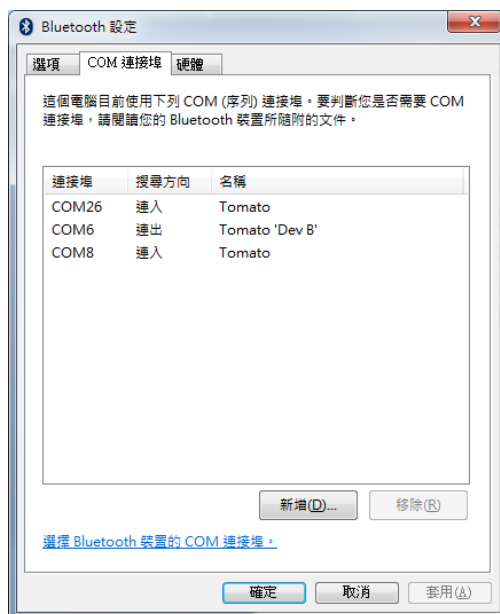 Bluetooth 設定
選項 COM 連接埠 硬體
這個電腦目前使用下列 COM (序列) 連接埠。要判斷您是否需要 COM
連接埠，請閱讀您的 Bluetooth 裝置所隨附的文件。
連接埠 搜尋方向 名稱
COM26 連入 Tomato
COM6 連出 Tomato 'Dev B'
COM8 連入 Tomato
新增(D)... 移除(R)
選擇 Bluetooth 裝置的 COM 連接埠。
確定 取消 套用(A)